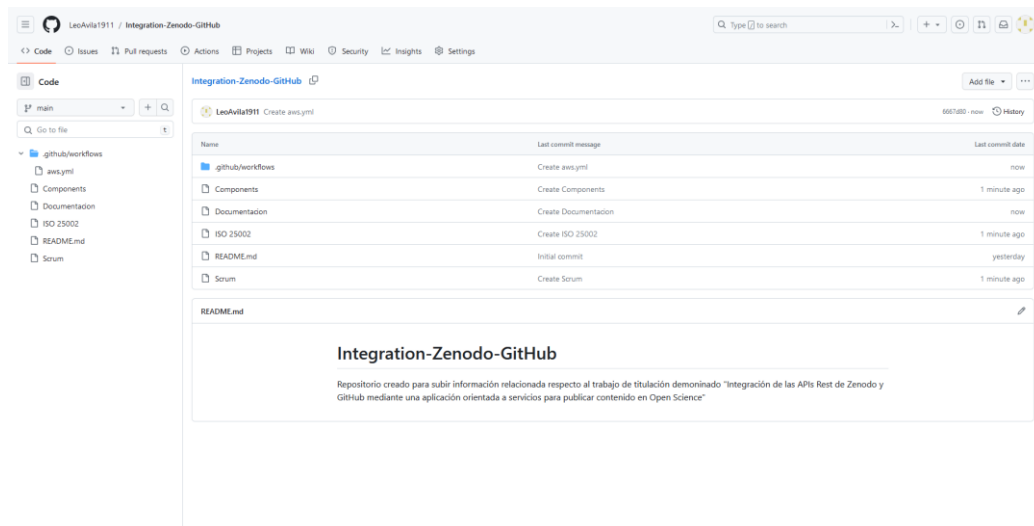 LeoAvila1911 / Integration-Zenodo-GitHub
Type / to search
Code Issues Pull requests Actions Projects Wiki Security Insights Settings
Code
main
Go to file t
.github/workflows
aws.yml
Components
Documentacion
ISO 25002
README.md
Scrum
Integration-Zenodo-GitHub
Add file
LeoAvila1911 Create aws.yml
6667d80 · now History
Name Last commit message Last commit date
.github/workflows Create aws.yml now
Components Create Components 1 minute ago
Documentacion Create Documentacion now
ISO 25002 Create ISO 25002 1 minute ago
README.md Initial commit yesterday
Scrum Create Scrum 1 minute ago
README.md
Integration-Zenodo-GitHub
Repositorio creado para subir información relacionada respecto al trabajo de titulación demoninado "Integración de las APIs Rest de Zenodo y
GitHub mediante una aplicación orientada a servicios para publicar contenido en Open Science"